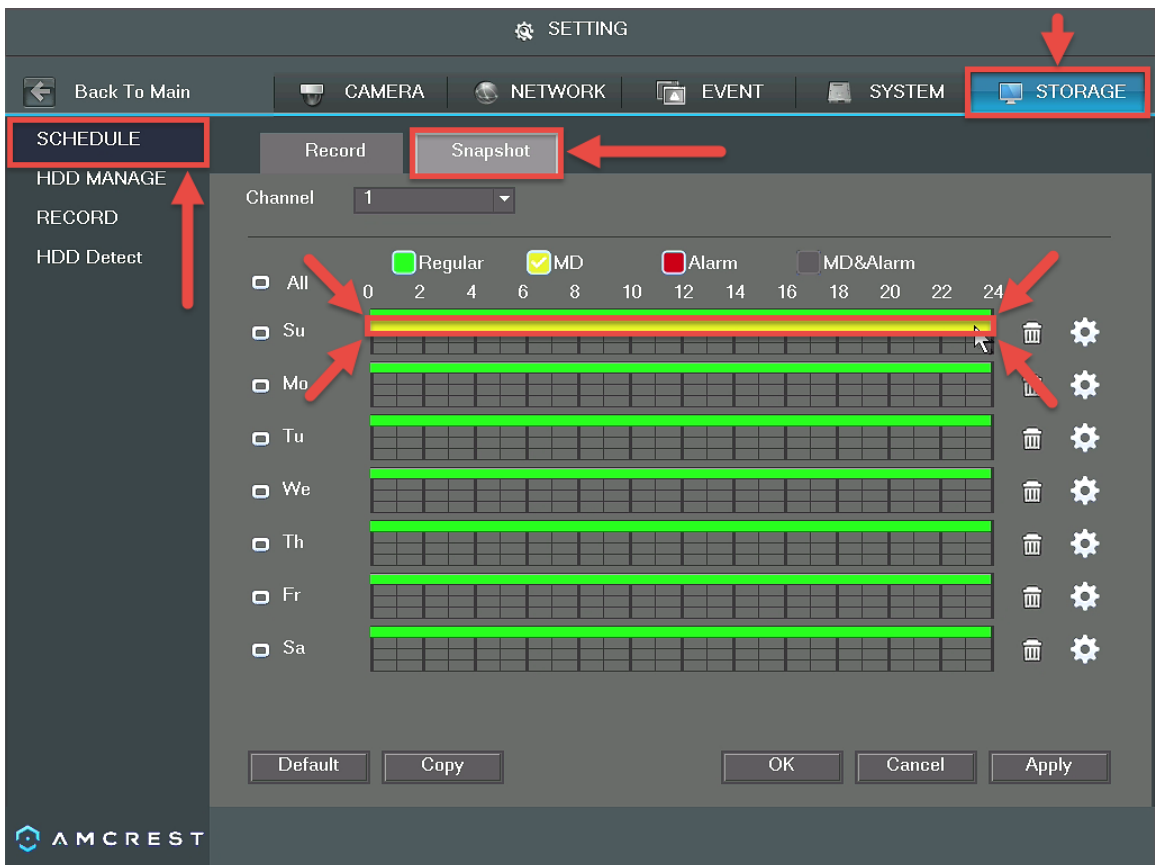 SETTING
Back To Main CAMERA NETWORK EVENT SYSTEM STORAGE
SCHEDULE
HDD MANAGE
RECORD
HDD Detect
Record Snapshot
Channel 1
Regular MD Alarm MD&Alarm
All 0 2 4 6 8 10 12 14 16 18 20 22 24
Su
Mo
Tu
We
Th
Fr
Sa
Default Copy OK Cancel Apply
AMCREST